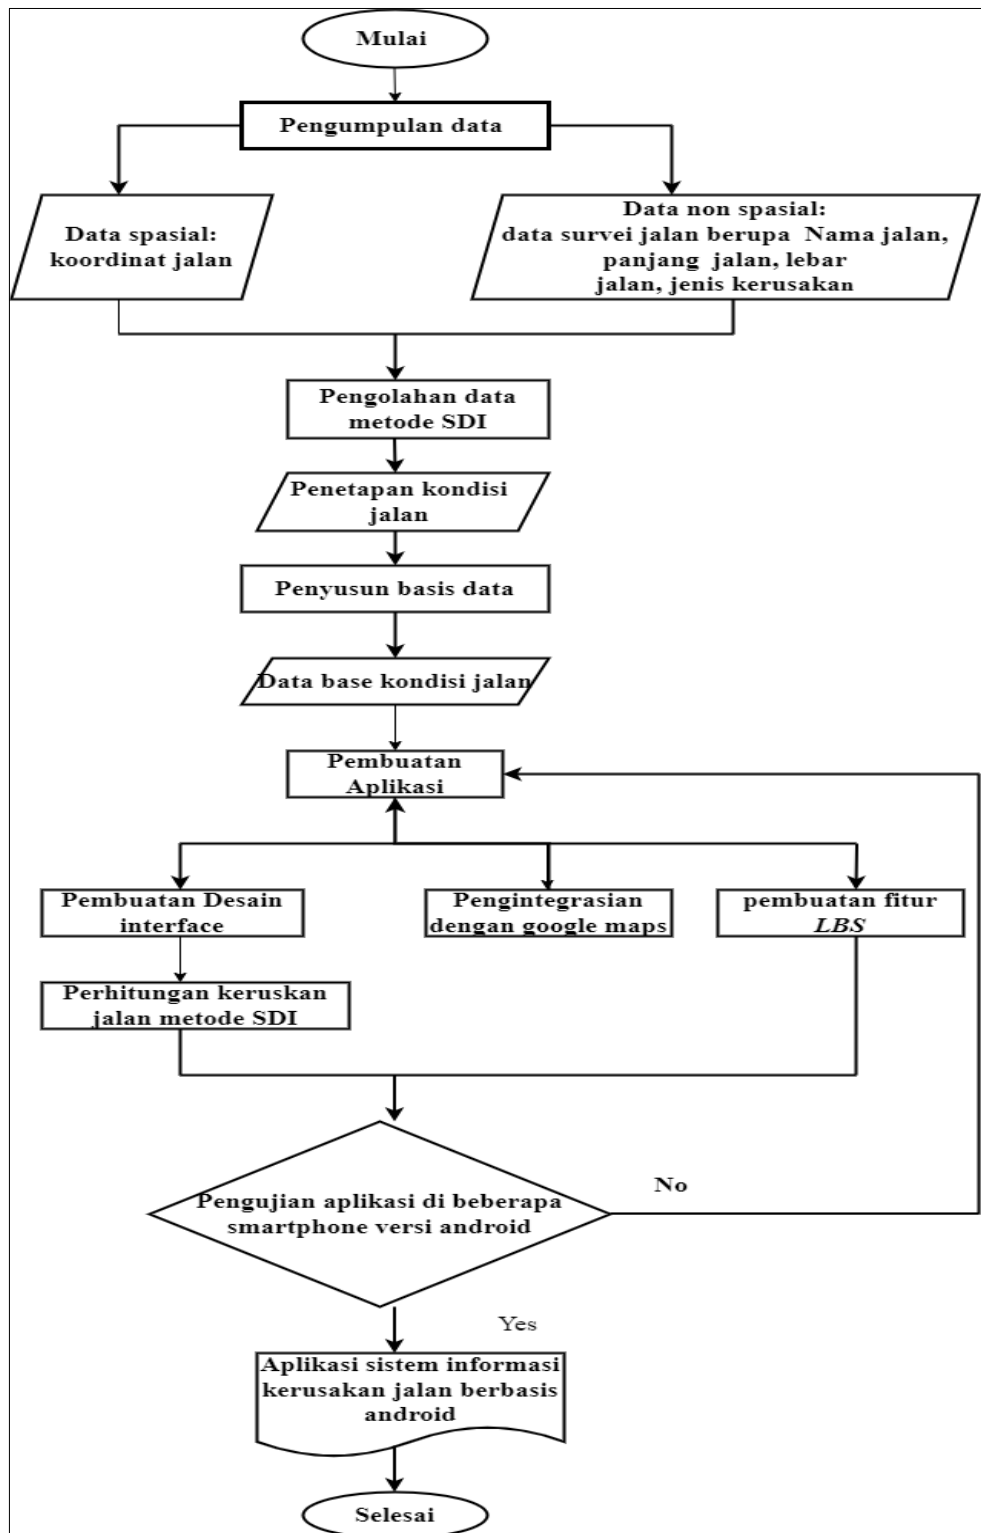 Mulai
Pengumpulan data
Data spasial:
koordinat jalan
Data non spasial:
data survei jalan berupa Nama jalan,
panjang jalan, lebar
jalan, jenis kerusakan
Pengolahan data
metode SDI
Penetapan kondisi
jalan
Penyusun basis data
Data base kondisi jalan
Pembuatan
Aplikasi
Pembuatan Desain
interface
Pengintegrasian
dengan google maps
pembuatan fitur
LBS
Perhitungan keruskan
jalan metode SDI
Pengujian aplikasi di beberapa
smartphone versi android
No
Yes
Aplikasi sistem informasi
kerusakan jalan berbasis
android
Selesai